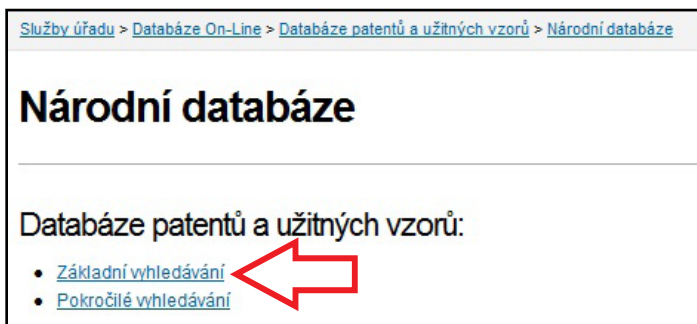 Služby úřadu > Databáze On-Line > Databáze patentů a užitných vzorů > Národní databáze
Národní databáze
Databáze patentů a užitných vzorů:
• Základní vyhledávání
• Pokročilé vyhledávání